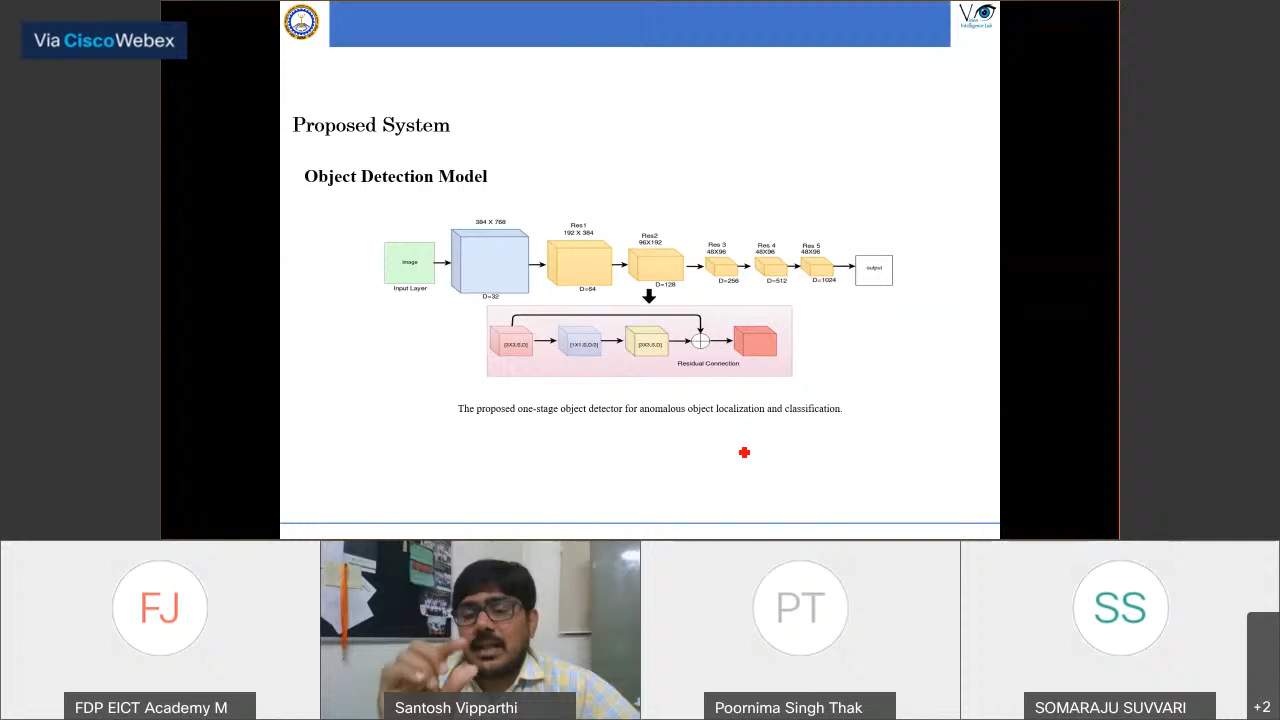 Via CiscoWebex
Vision
Intelligence Lab
Proposed System
Object Detection Model
384 X 768
Res1
192 X 384
Res2
96X192
Res 3
48X96
Res 4
48X96
Res 5
48X96
image
output
Input Layer
D=32
D=64
D=128
D=256
D=512
D=1024
[3X3,S,D]
[1X1,S,D/2]
[3X3,S,D]
Residual Connection
The proposed one-stage object detector for anomalous object localization and classification.
FJ
PT
SS
FDP EICT Academy M
Santosh Vipparthi
Poornima Singh Thak
SOMARAJU SUVVARI
+2